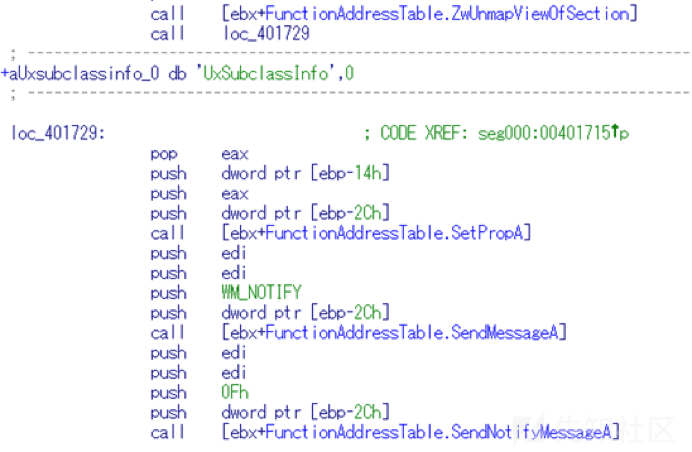 call [ebx+FunctionAddressTable.ZwUnmapViewOfSection]
call loc_401729
; ----------------------------------------------------------------------
+aUxsubclassinfo_0 db 'UxSubclassInfo',0
; ----------------------------------------------------------------------
loc_401729: ; CODE XREF: seg000:00401715↑p
pop eax
push dword ptr [ebp-14h]
push eax
push dword ptr [ebp-2Ch]
call [ebx+FunctionAddressTable.SetPropA]
push edi
push edi
push WM_NOTIFY
push dword ptr [ebp-2Ch]
call [ebx+FunctionAddressTable.SendMessageA]
push edi
push edi
push 0Fh
push dword ptr [ebp-2Ch]
call [ebx+FunctionAddressTable.SendNotifyMessageA]